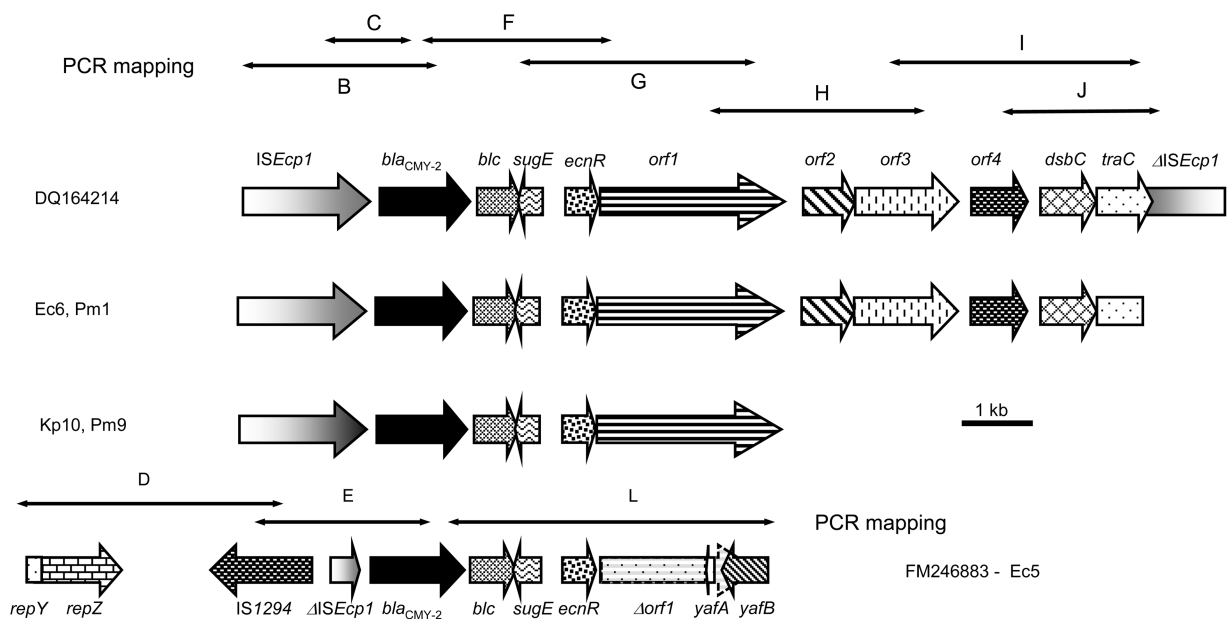 C F I
PCR mapping
B G H J
ISEcp1 blaCMY-2 blc sugE ecnR orf1 orf2 orf3 orf4 dsbC traC ΔISEcp1
DQ164214
Ec6, Pm1
Kp10, Pm9
1 kb
D E L
PCR mapping
FM246883 - Ec5
repY repZ IS1294 ΔISEcp1 blaCMY-2 blc sugE ecnR Δorf1 yafA yafB